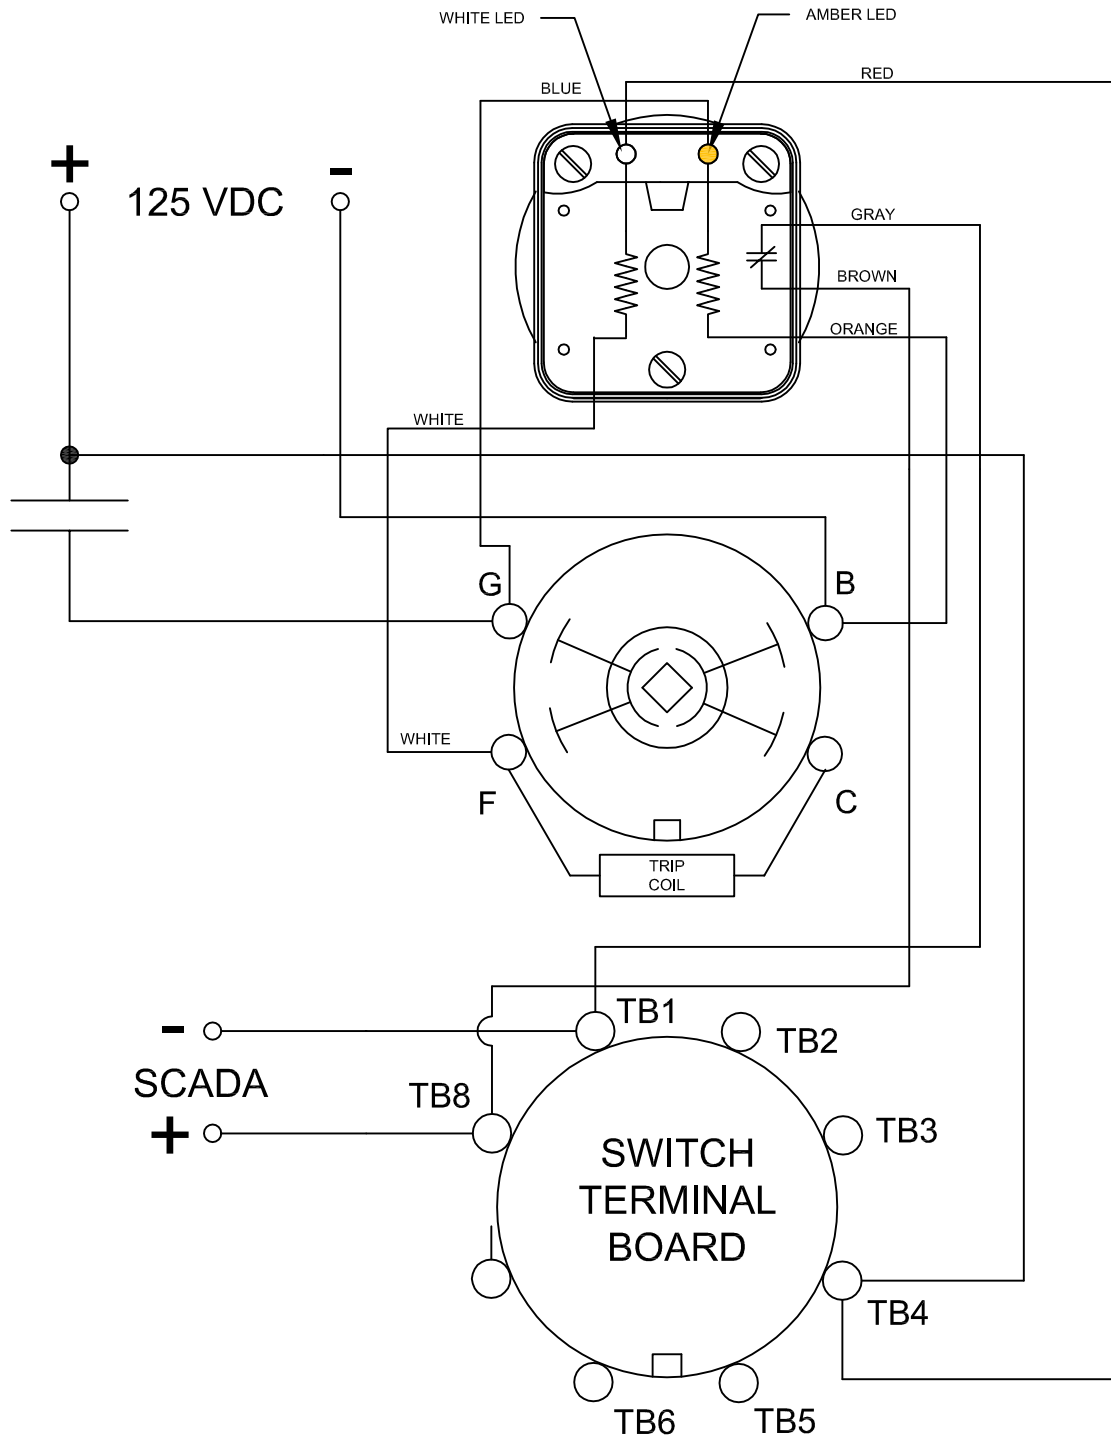 WHITE LED
AMBER LED
RED
BLUE
+
-
125 VDC
GRAY
BROWN
ORANGE
WHITE
G
B
WHITE
F
C
TRIP
COIL
-
TB1
TB2
SCADA
TB8
+
TB3
SWITCH
TERMINAL
BOARD
TB4
TB6
TB5